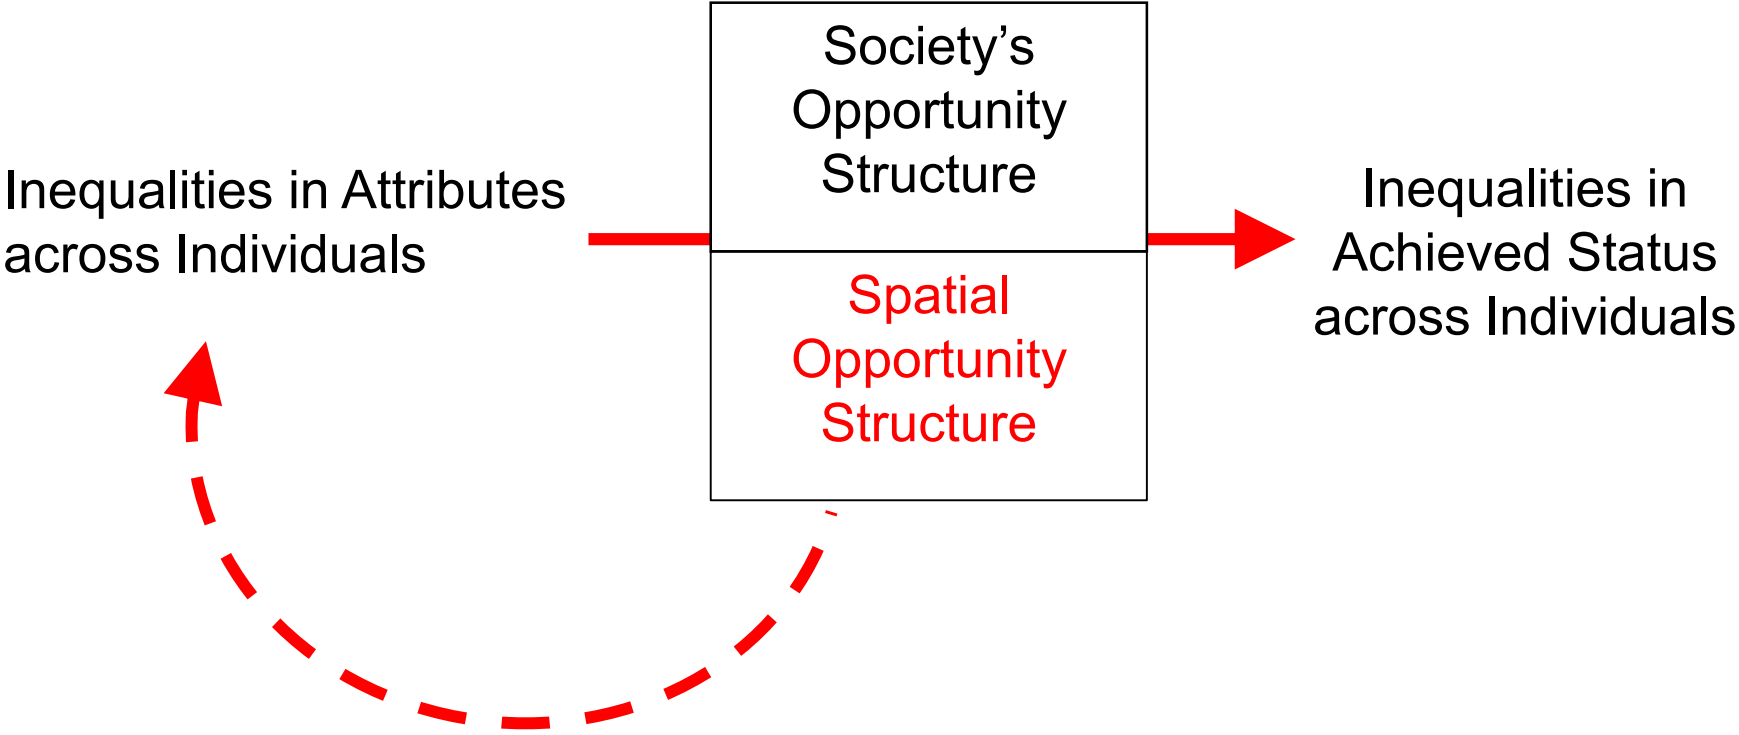 Inequalities in Attributes
across Individuals
Society’s
Opportunity
Structure
Spatial
Opportunity
Structure
Inequalities in
Achieved Status
across Individuals